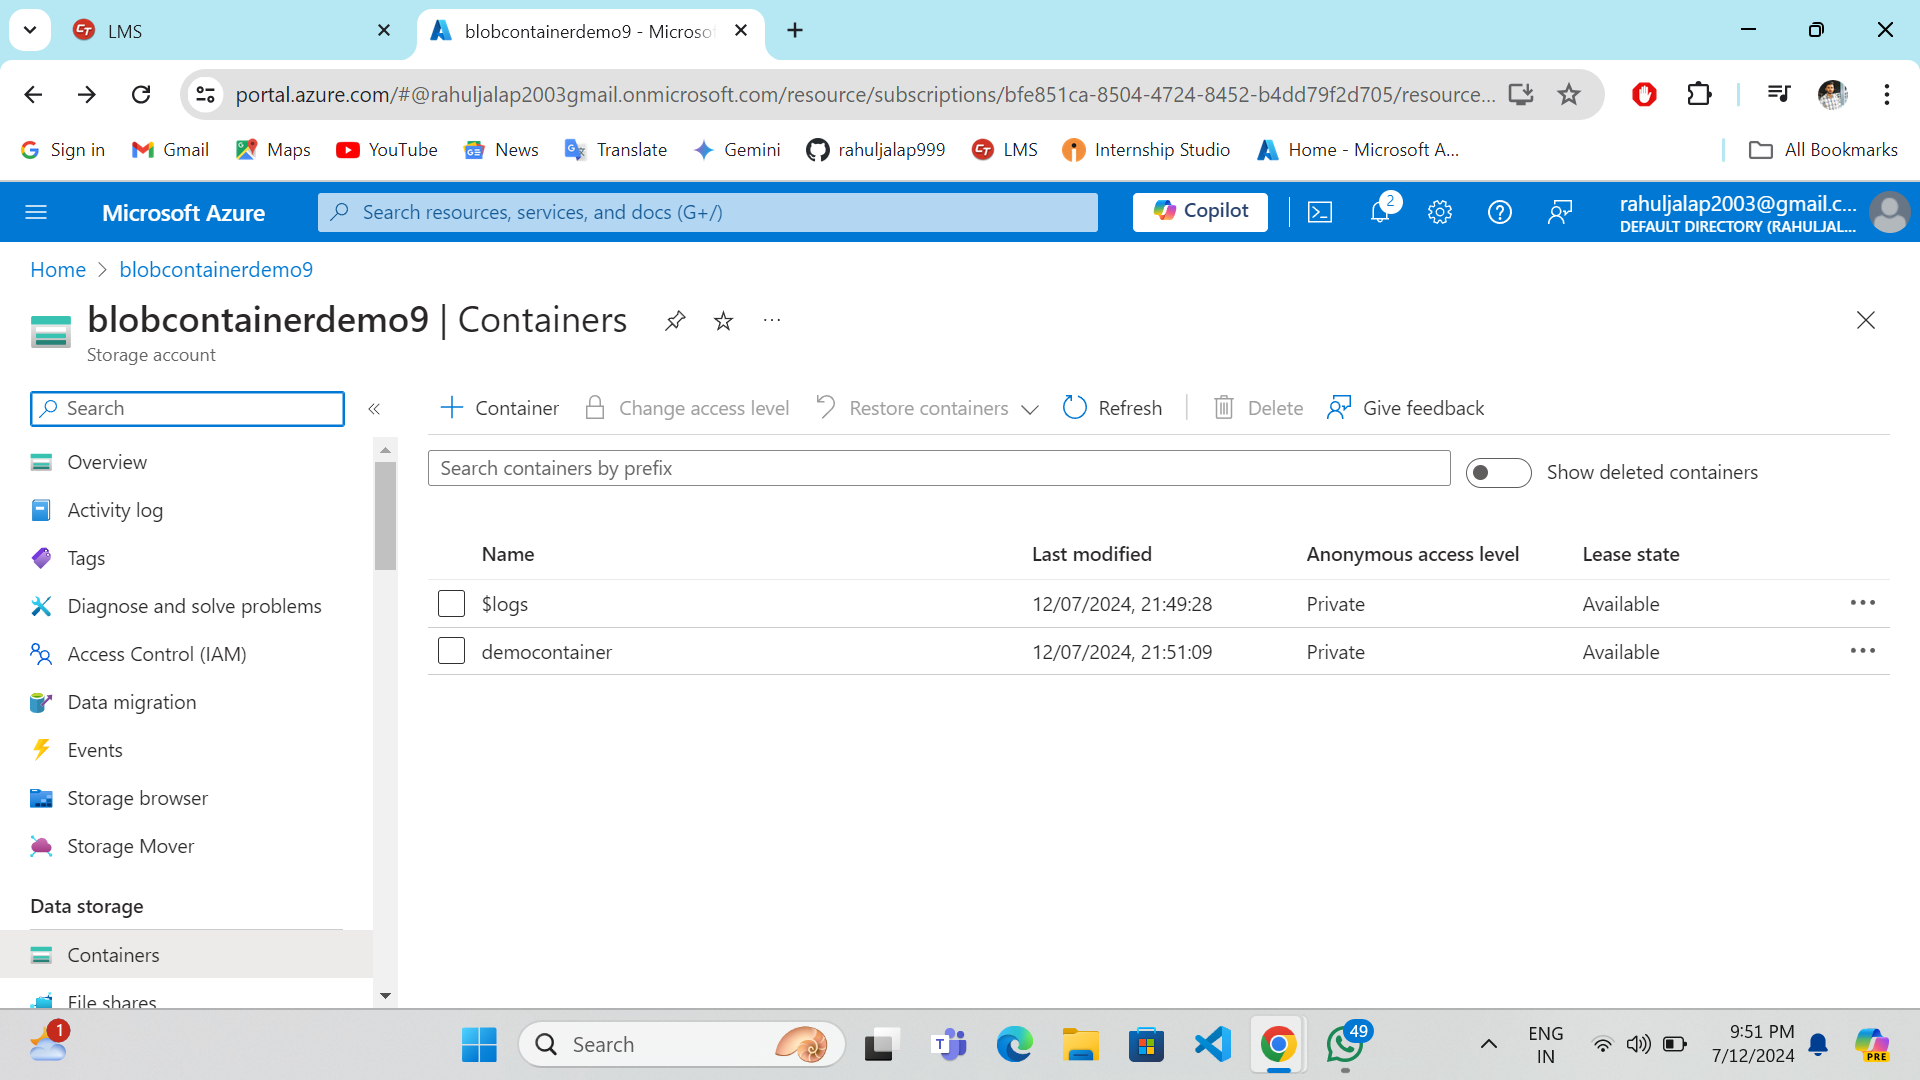 LMS
blobcontainerdemo9 - Microso
portal.azure.com/#@rahuljalap2003gmail.onmicrosoft.com/resource/subscriptions/bfe851ca-8504-4724-8452-b4dd79f2d705/resource...
Sign in Gmail Maps YouTube News Translate Gemini rahuljalap999 LMS Internship Studio Home - Microsoft A... All Bookmarks
Microsoft Azure
Search resources, services, and docs (G+/)
Copilot
2
rahuljalap2003@gmail.c...
DEFAULT DIRECTORY (RAHULJAL...
Home > blobcontainerdemo9
blobcontainerdemo9 | Containers
Storage account
Search
Overview
Activity log
Tags
Diagnose and solve problems
Access Control (IAM)
Data migration
Events
Storage browser
Storage Mover
Data storage
Containers
File shares
Container Change access level Restore containers Refresh Delete Give feedback
Search containers by prefix
Show deleted containers
Name Last modified Anonymous access level Lease state
$logs 12/07/2024, 21:49:28 Private Available
democontainer 12/07/2024, 21:51:09 Private Available
1
Search
T
49
ENG
IN
9:51 PM
7/12/2024
PRE